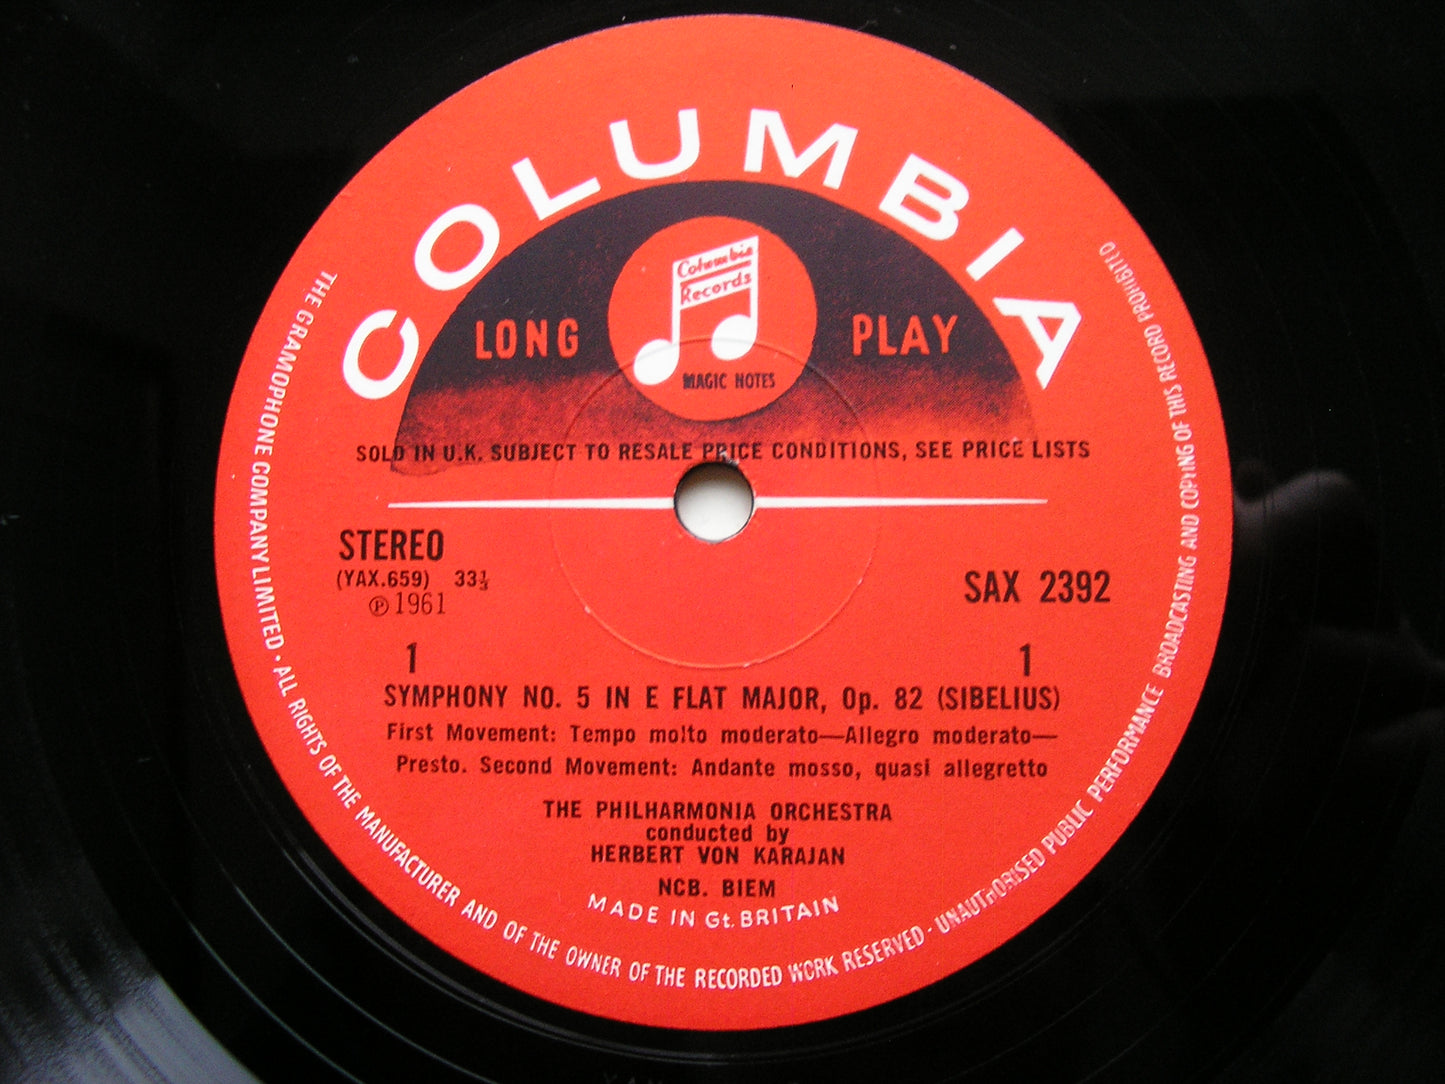 COLUMBIA
Columbia
Records
LONG PLAY
MAGIC NOTES
SOLD IN U.K. SUBJECT TO RESALE PRICE CONDITIONS, SEE PRICE LISTS
STEREO
(YAX.659) 33⅓
SAX 2392
℗ 1961
1 1
SYMPHONY NO. 5 IN E FLAT MAJOR, Op. 82 (SIBELIUS)
First Movement: Tempo molto moderato—Allegro moderato—
Presto. Second Movement: Andante mosso, quasi allegretto
THE PHILHARMONIA ORCHESTRA
conducted by
HERBERT VON KARAJAN
NCB. BIEM
MADE IN Gt. BRITAIN
THE GRAMOPHONE COMPANY LIMITED · ALL RIGHTS OF THE MANUFACTURER AND OF THE OWNER OF THE RECORDED WORK RESERVED · UNAUTHORISED PUBLIC PERFORMANCE BROADCASTING AND COPYING OF THIS RECORD PROHIBITED